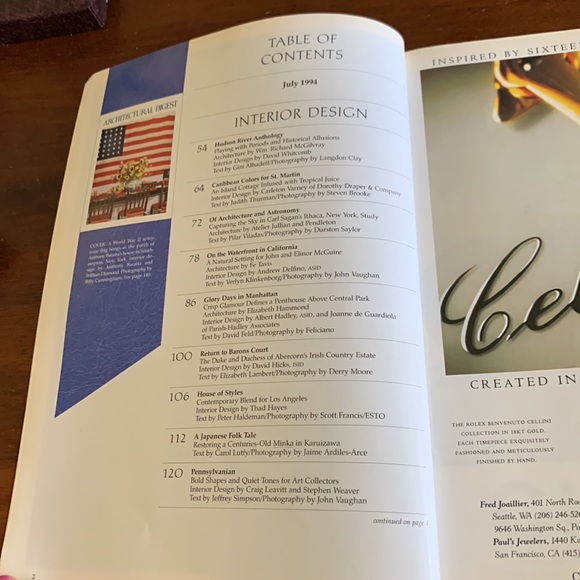 TABLE OF
CONTENTS
July 1994
INTERIOR DESIGN
ARCHITECTURAL DIGEST
COVER: A World War II
New York. Interior
See page
54 Hudson River Anthology
Playing with Periods and Historical Allusions
Architecture by Wm. Richard McGilvray
Interior Design by David Whitcomb
Text by Gini Alhadeff/Photography by Langdon Clay
64 Caribbean Colors for St. Martin
An Island Cottage Infused with Tropical Juice
Interior Design by Carleton Varney of Dorothy Draper & Company
Text by Judith Thurman/Photography by Steven Brooke
72 Of Architecture and Astronomy
Capturing the Sky in Carl Sagan's Ithaca, New York, Study
Architecture by Atelier Jullian and Pendleton
Text by Pilar Viladas/Photography by Durston Saylor
78 On the Waterfront in California
A Natural Setting for John and Elinor McGuire
Architecture by Fe Tavis
Interior Design by Andrew Delfino, ASID
Text by Verlyn Klinkenborg/Photography by John Vaughan
86 Glory Days in Manhattan
Crisp Glamour Defines a Penthouse Above Central Park
Architecture by Elizabeth Hammond
Interior Design by Albert Hadley, ASID, and Joanne de Guardiola
of Parish-Hadley Associates
Text by David Feld/Photography by Feliciano
100 Return to Barons Court
The Duke and Duchess of Abercorn's Irish Country Estate
Interior Design by David Hicks, ISID
Text by Elizabeth Lambert/Photography by Derry Moore
106 House of Styles
Contemporary Blend for Los Angeles
Interior Design by Thad Hayes
Text by Peter Haldeman/Photography by Scott Francis/ESTO
112 A Japanese Folk Tale
Restoring a Centuries-Old Minka in Karuizawa
Text by Carol Lutfy/Photography by Jaime Ardiles-Arce
120 Pennsylvanian
Bold Shapes and Quiet Tones for Art Collectors
Interior Design by Craig Leavitt and Stephen Weaver
Text by Jeffrey Simpson/Photography by John Vaughan
continued on page
2
INSPIRED BY
CREATED IN
THE ROLEX BENVENUTO CELLINI
COLLECTION IN 18KT GOLD.
EACH TIMEPIECE EXQUISITELY
FASHIONED AND METICULOUSLY
FINISHED BY HAND.
Fred Joaillier, 401 North
Seattle, WA (206)
9646 Washington Sq.,
Paul's Jewelers, 1440
San Francisco, CA (415)